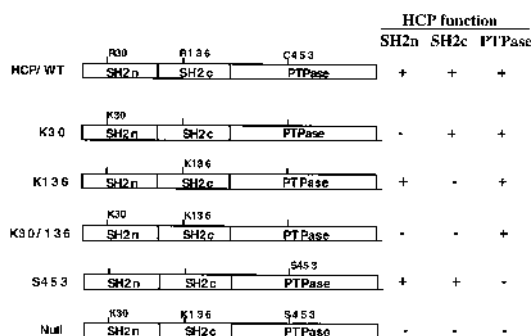 HCP function
SH2n SH2c PTPase
R30 R136 C453
HCP/WT SH2n SH2c PTPase + + +
K30
K30 SH2n SH2c PTPase - + +
K136
K136 SH2n SH2c PTPase + - +
K30 K136
K30/136 SH2n SH2c PTPase - - +
S453
S453 SH2n SH2c PTPase + + -
K30 K136 S453
Null SH2n SH2c PTPase - - -